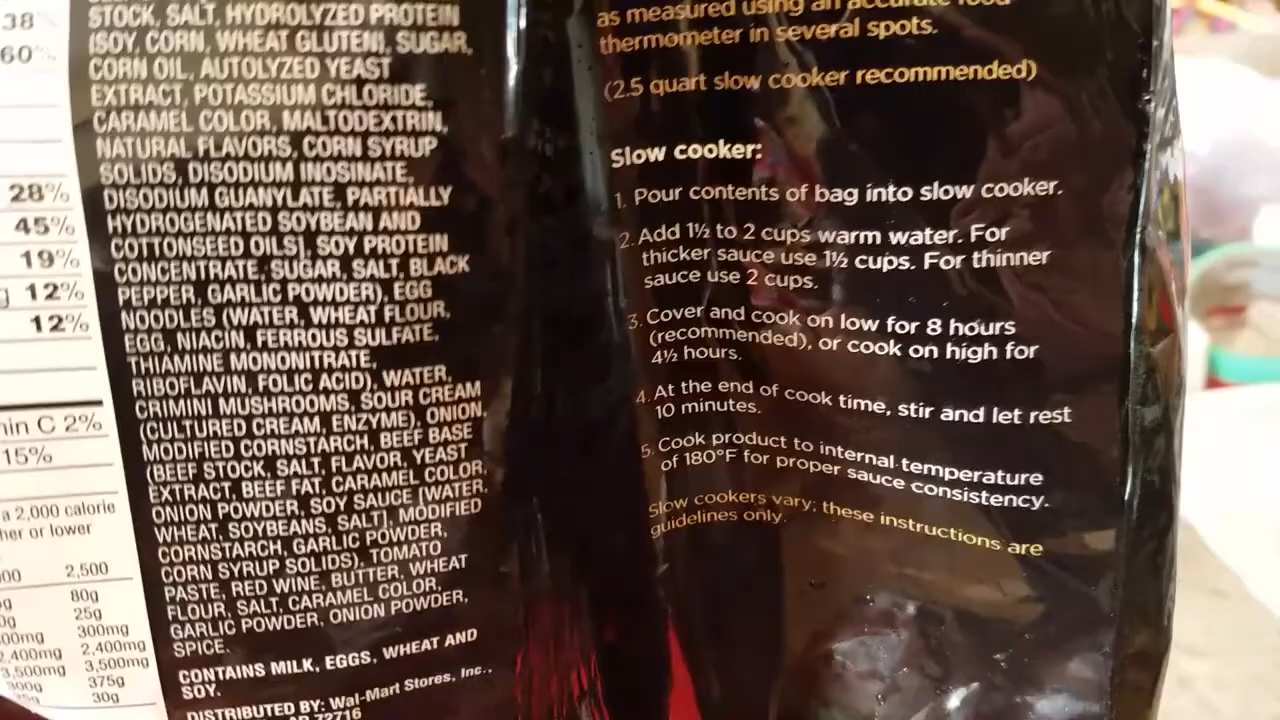 38
60%
28%
45%
19%
12%
12%
min C 2%
15%
a 2,000 calorie
her or lower
2,500
80g
25g
300mg
2,400mg 2,400mg
3,500mg 3,500mg
300g 375g
30g
STOCK, SALT, HYDROLYZED PROTEIN
[SOY, CORN, WHEAT GLUTEN], SUGAR,
CORN OIL, AUTOLYZED YEAST
EXTRACT, POTASSIUM CHLORIDE,
CARAMEL COLOR, MALTODEXTRIN,
NATURAL FLAVORS, CORN SYRUP
SOLIDS, DISODIUM INOSINATE,
DISODIUM GUANYLATE, PARTIALLY
HYDROGENATED SOYBEAN AND
COTTONSEED OILS], SOY PROTEIN
CONCENTRATE, SUGAR, SALT, BLACK
PEPPER, GARLIC POWDER), EGG
NOODLES (WATER, WHEAT FLOUR,
EGG, NIACIN, FERROUS SULFATE,
THIAMINE MONONITRATE,
RIBOFLAVIN, FOLIC ACID), WATER,
CRIMINI MUSHROOMS, SOUR CREAM
(CULTURED CREAM, ENZYME), ONION,
MODIFIED CORNSTARCH, BEEF BASE
(BEEF STOCK, SALT, FLAVOR, YEAST
EXTRACT, BEEF FAT, CARAMEL COLOR,
ONION POWDER, SOY SAUCE [WATER,
WHEAT, SOYBEANS, SALT], MODIFIED
CORNSTARCH, GARLIC POWDER,
CORN SYRUP SOLIDS), TOMATO
PASTE, RED WINE, BUTTER, WHEAT
FLOUR, SALT, CARAMEL COLOR,
GARLIC POWDER, ONION POWDER,
SPICE.
CONTAINS MILK, EGGS, WHEAT AND
SOY.
DISTRIBUTED BY: Wal-Mart Stores, Inc.,
AR 72716
as measured using an accurate food
thermometer in several spots.
(2.5 quart slow cooker recommended)
Slow cooker:
1. Pour contents of bag into slow cooker.
2. Add 1½ to 2 cups warm water. For
thicker sauce use 1½ cups. For thinner
sauce use 2 cups.
3. Cover and cook on low for 8 hours
(recommended), or cook on high for
4½ hours.
4. At the end of cook time, stir and let rest
10 minutes.
5. Cook product to internal temperature
of 180°F for proper sauce consistency.
Slow cookers vary; these instructions are
guidelines only.